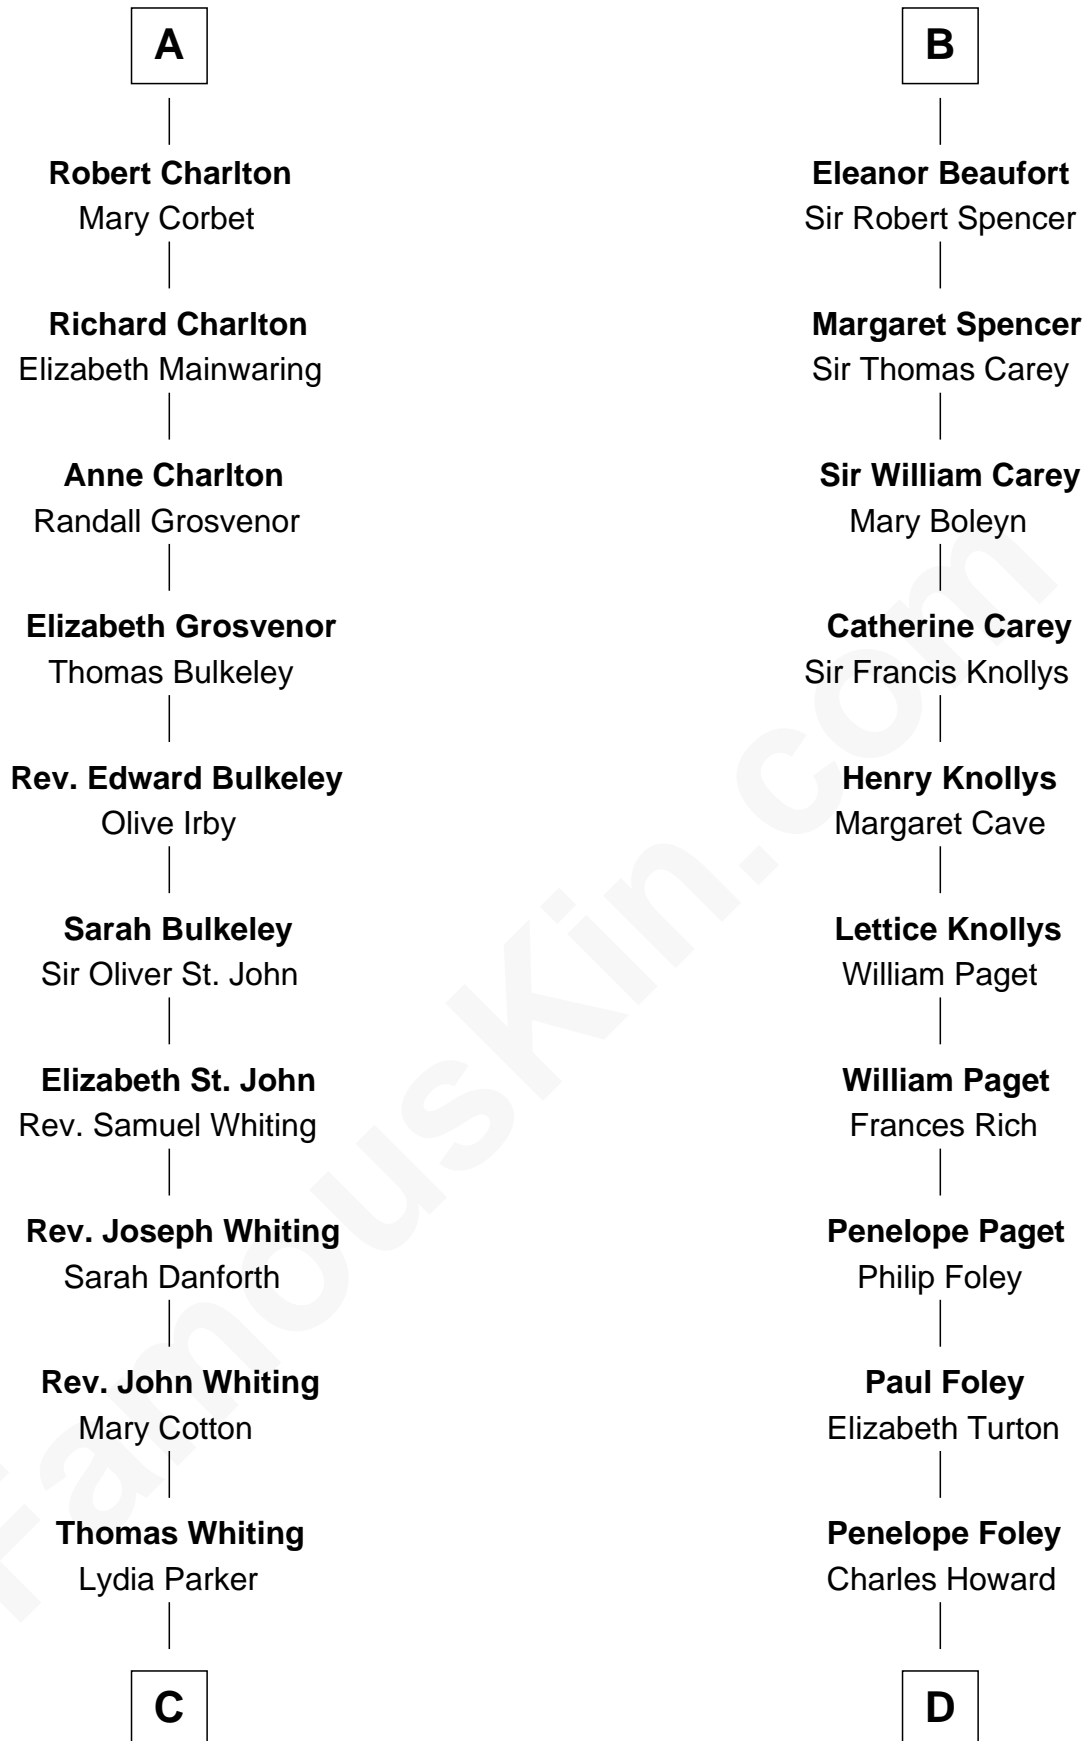 A
Robert Charlton
Mary Corbet
Richard Charlton
Elizabeth Mainwaring
Anne Charlton
Randall Grosvenor
Elizabeth Grosvenor
Thomas Bulkeley
Rev. Edward Bulkeley
Olive Irby
Sarah Bulkeley
Sir Oliver St. John
Elizabeth St. John
Rev. Samuel Whiting
Rev. Joseph Whiting
Sarah Danforth
Rev. John Whiting
Mary Cotton
Thomas Whiting
Lydia Parker
C
B
Eleanor Beaufort
Sir Robert Spencer
Margaret Spencer
Sir Thomas Carey
Sir William Carey
Mary Boleyn
Catherine Carey
Sir Francis Knollys
Henry Knollys
Margaret Cave
Lettice Knollys
William Paget
William Paget
Frances Rich
Penelope Paget
Philip Foley
Paul Foley
Elizabeth Turton
Penelope Foley
Charles Howard
D
FamousKin.com